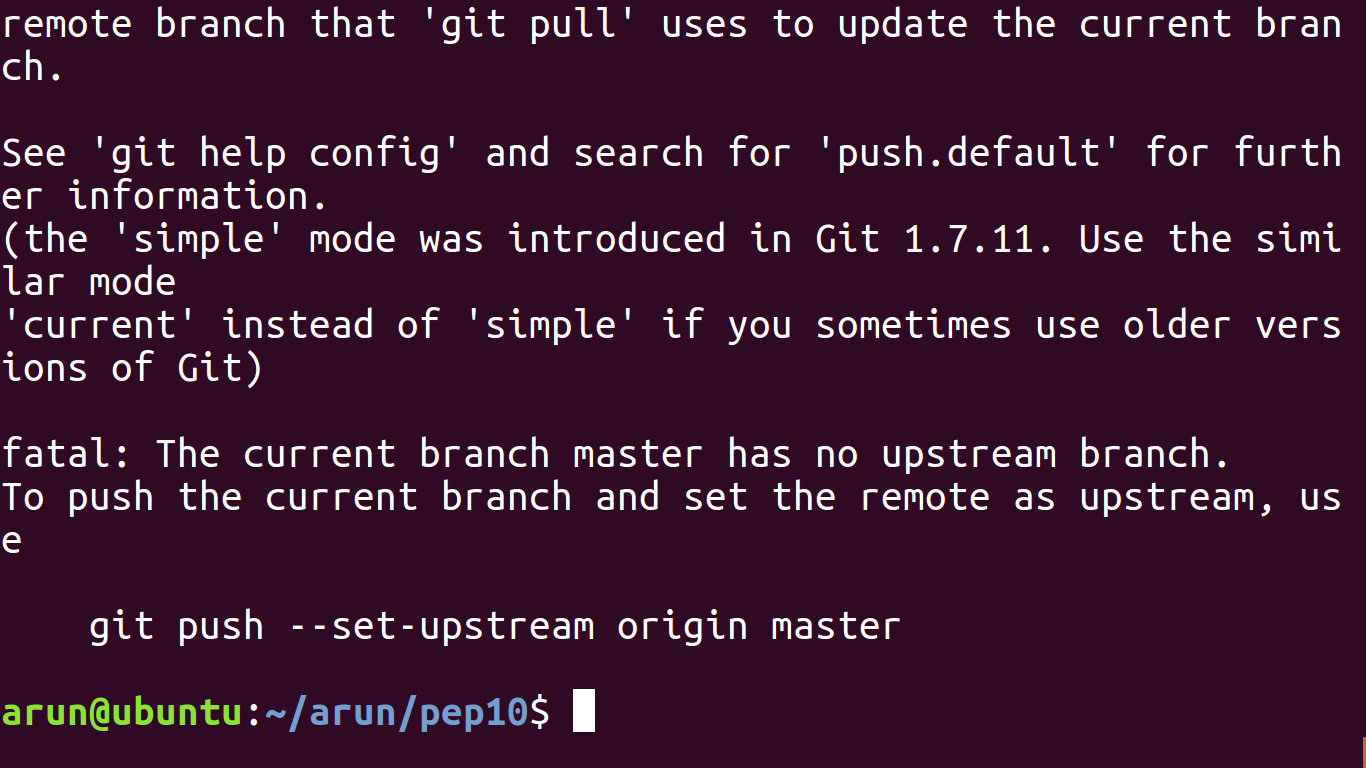 remote branch that 'git pull' uses to update the current bran
ch.
See 'git help config' and search for 'push.default' for furth
er information.
(the 'simple' mode was introduced in Git 1.7.11. Use the simi
lar mode
'current' instead of 'simple' if you sometimes use older vers
ions of Git)
fatal: The current branch master has no upstream branch.
To push the current branch and set the remote as upstream, us
e
git push --set-upstream origin master
arun@ubuntu:~/arun/pep10$